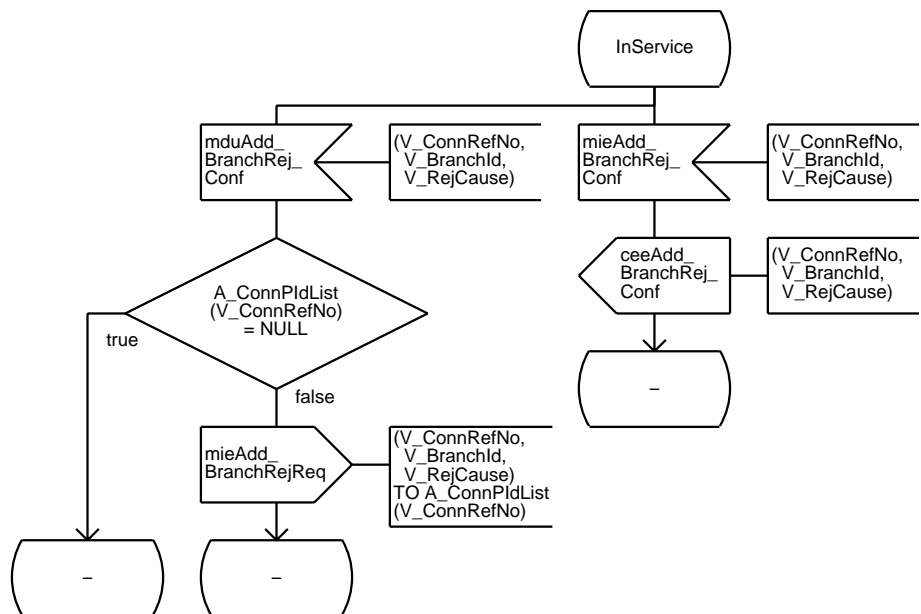 InService
mduAdd_
BranchRej_
Conf
(V_ConnRefNo,
V_BranchId,
V_RejCause)
mieAdd_
BranchRej_
Conf
(V_ConnRefNo,
V_BranchId,
V_RejCause)
ceeAdd_
BranchRej_
Conf
(V_ConnRefNo,
V_BranchId,
V_RejCause)
A_ConnPIdList
(V_ConnRefNo)
= NULL
true
false
–
mieAdd_
BranchRejReq
(V_ConnRefNo,
V_BranchId,
V_RejCause)
TO A_ConnPIdList
(V_ConnRefNo)
–
–